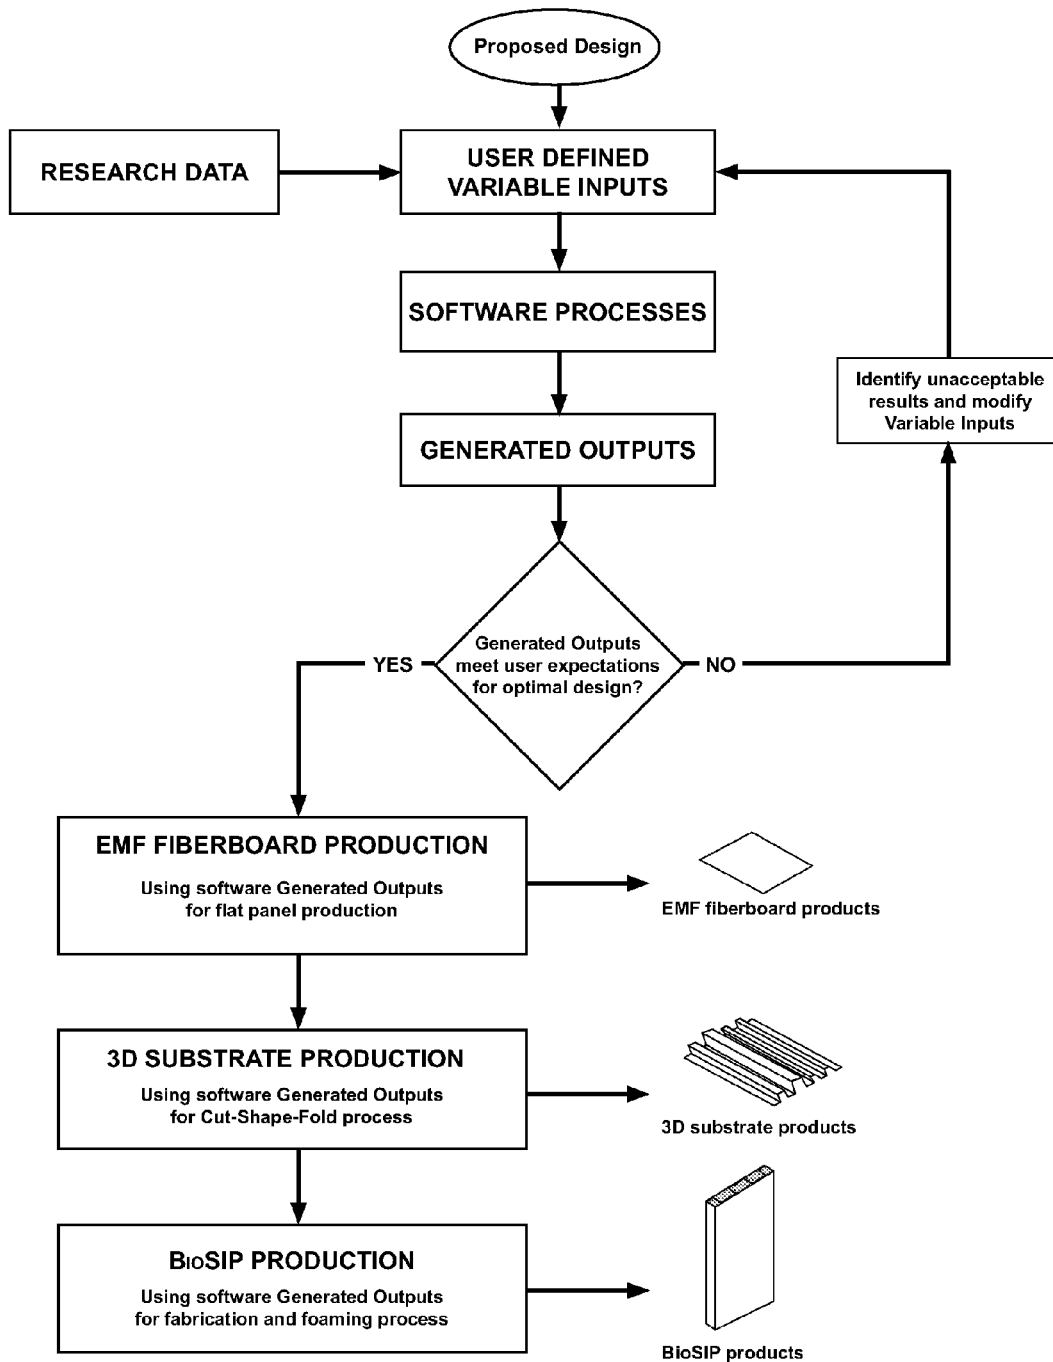 Proposed Design
RESEARCH DATA
USER DEFINED
VARIABLE INPUTS
SOFTWARE PROCESSES
Identify unacceptable
results and modify
Variable Inputs
GENERATED OUTPUTS
Generated Outputs
meet user expectations
for optimal design?
YES
NO
EMF FIBERBOARD PRODUCTION
Using software Generated Outputs
for flat panel production
EMF fiberboard products
3D SUBSTRATE PRODUCTION
Using software Generated Outputs
for Cut-Shape-Fold process
3D substrate products
BIOSIP PRODUCTION
Using software Generated Outputs
for fabrication and foaming process
BioSIP products